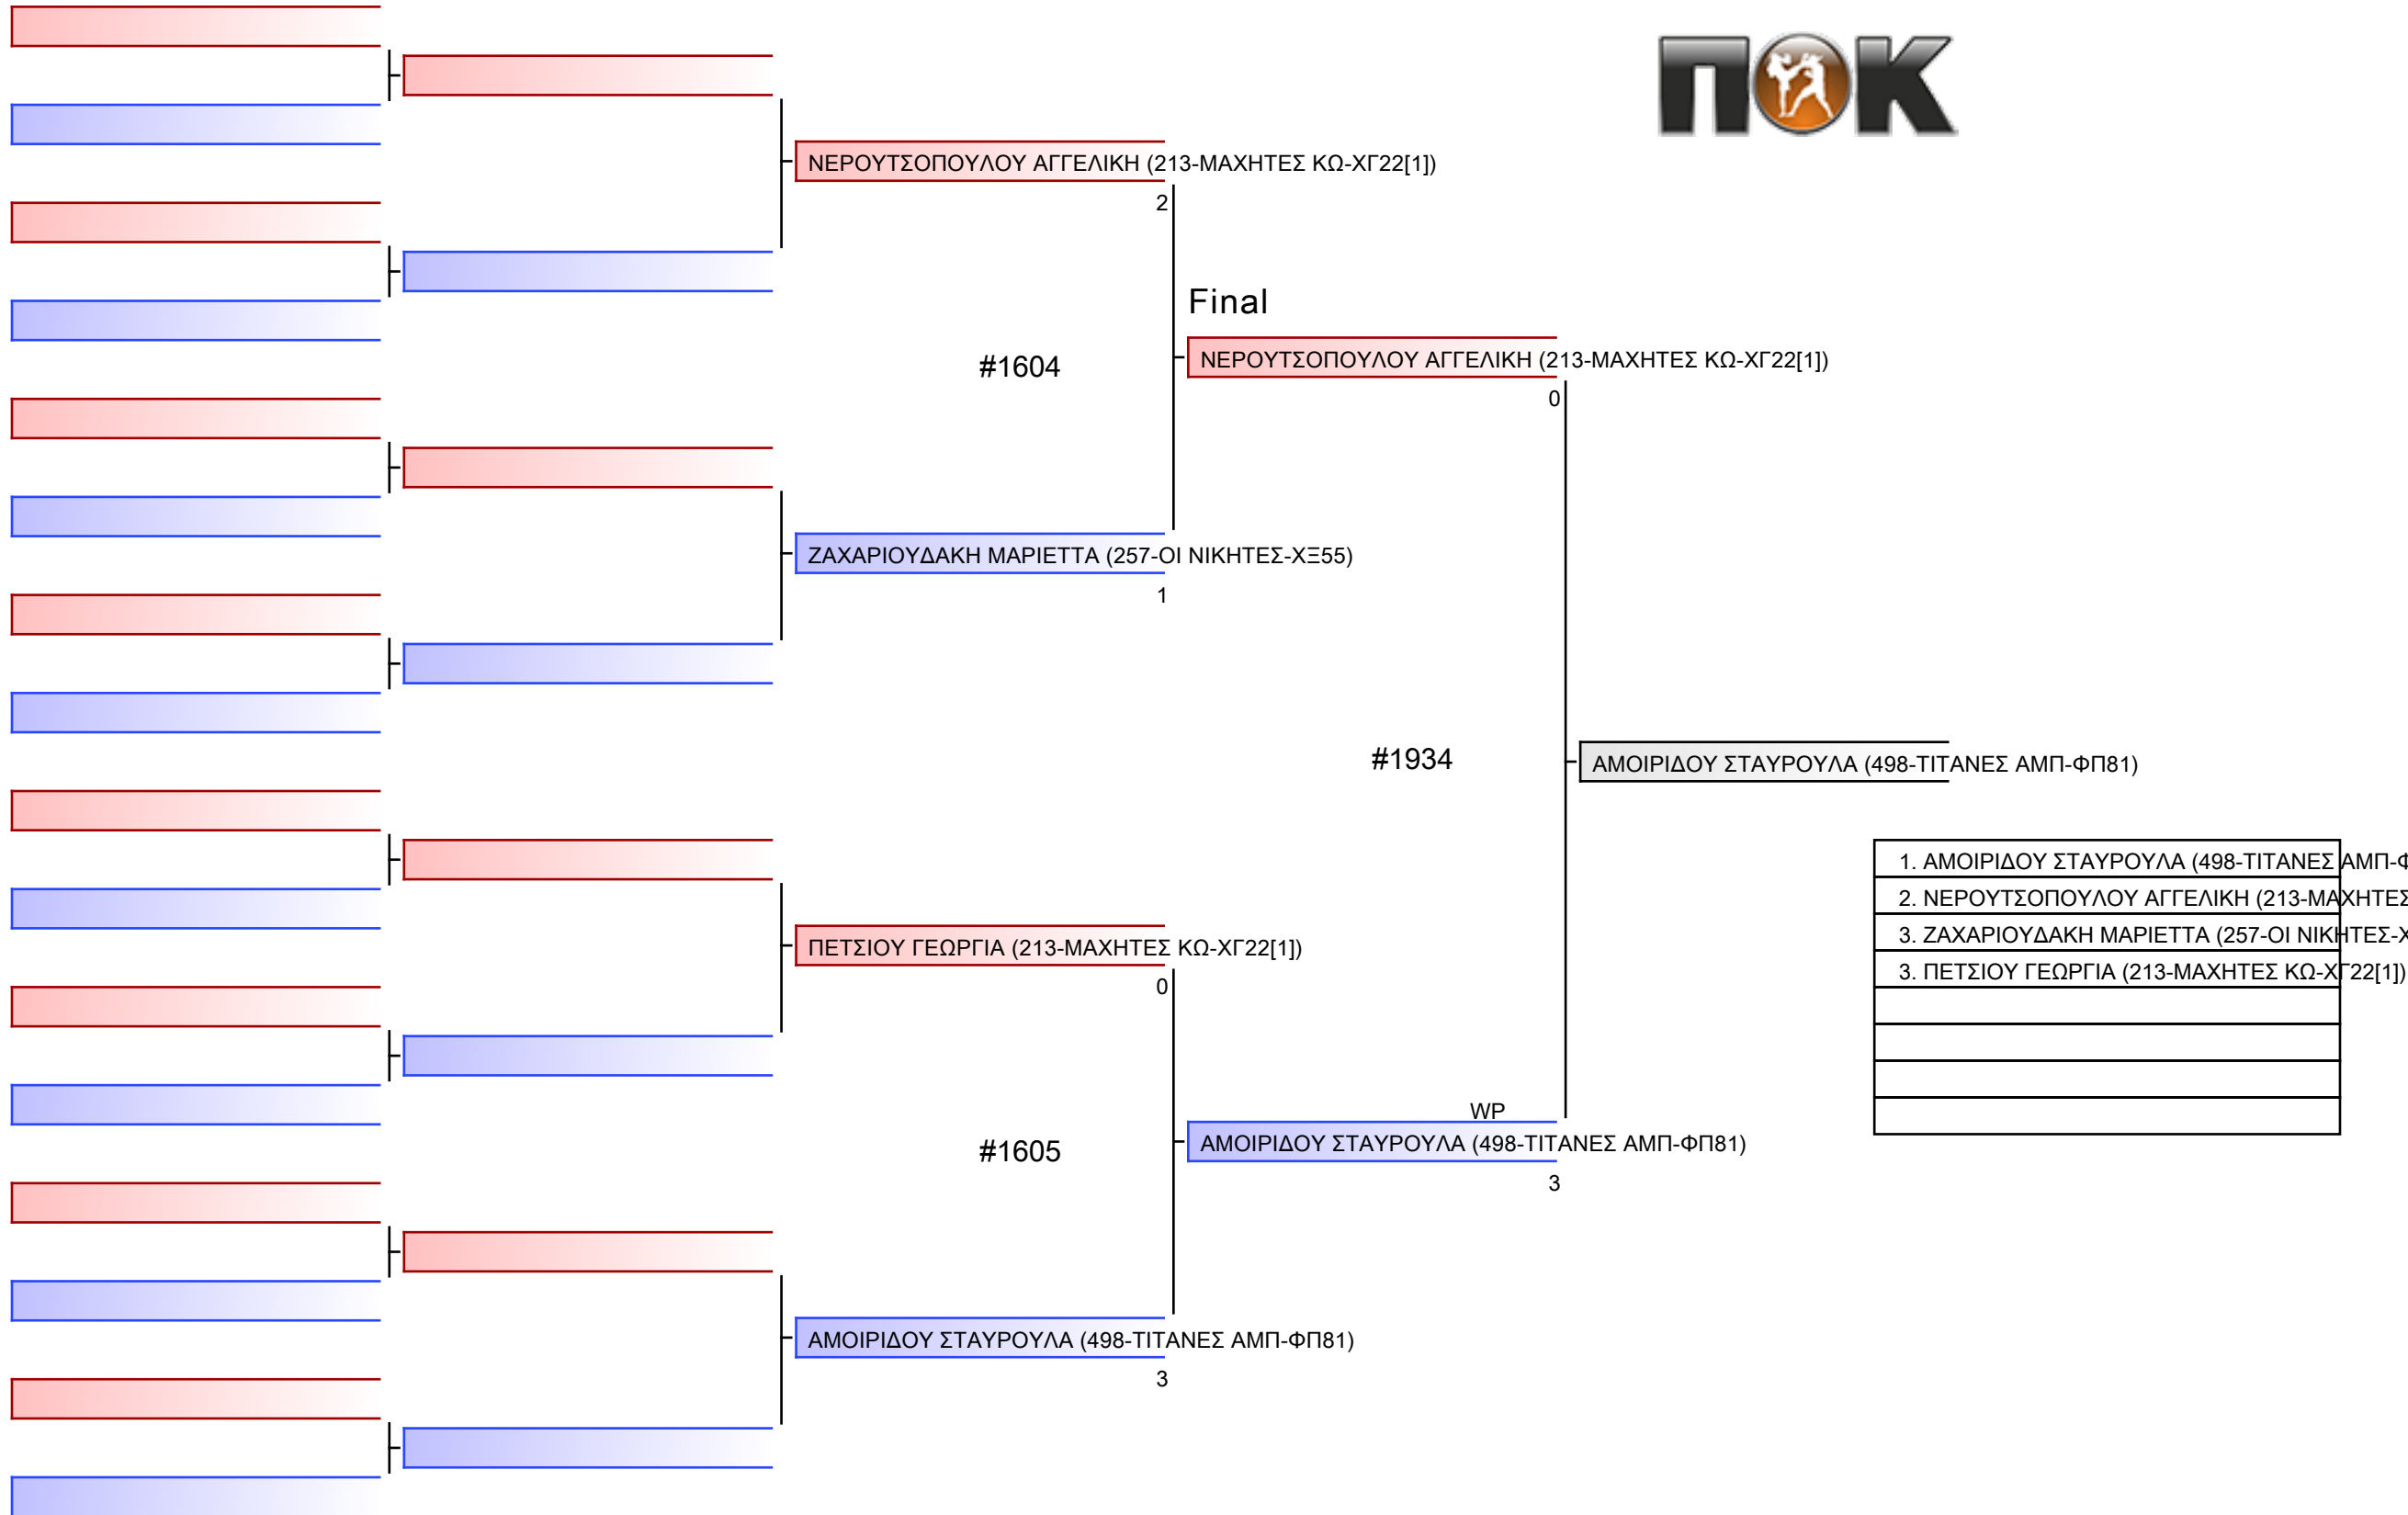 ΠΟΚ
ΝΕΡΟΥΤΣΟΠΟΥΛΟΥ ΑΓΓΕΛΙΚΗ (213-ΜΑΧΗΤΕΣ ΚΩ-ΧΓ22[1])
2
Final
#1604
ΝΕΡΟΥΤΣΟΠΟΥΛΟΥ ΑΓΓΕΛΙΚΗ (213-ΜΑΧΗΤΕΣ ΚΩ-ΧΓ22[1])
0
ΖΑΧΑΡΙΟΥΔΑΚΗ ΜΑΡΙΕΤΤΑ (257-ΟΙ ΝΙΚΗΤΕΣ-ΧΞ55)
1
#1934
ΑΜΟΙΡΙΔΟΥ ΣΤΑΥΡΟΥΛΑ (498-ΤΙΤΑΝΕΣ ΑΜΠ-ΦΠ81)
1. ΑΜΟΙΡΙΔΟΥ ΣΤΑΥΡΟΥΛΑ (498-ΤΙΤΑΝΕΣ ΑΜΠ-Φ
2. ΝΕΡΟΥΤΣΟΠΟΥΛΟΥ ΑΓΓΕΛΙΚΗ (213-ΜΑΧΗΤΕΣ
3. ΖΑΧΑΡΙΟΥΔΑΚΗ ΜΑΡΙΕΤΤΑ (257-ΟΙ ΝΙΚΗΤΕΣ-Χ
3. ΠΕΤΣΙΟΥ ΓΕΩΡΓΙΑ (213-ΜΑΧΗΤΕΣ ΚΩ-ΧΓ22[1])
ΠΕΤΣΙΟΥ ΓΕΩΡΓΙΑ (213-ΜΑΧΗΤΕΣ ΚΩ-ΧΓ22[1])
0
#1605
WP
ΑΜΟΙΡΙΔΟΥ ΣΤΑΥΡΟΥΛΑ (498-ΤΙΤΑΝΕΣ ΑΜΠ-ΦΠ81)
3
ΑΜΟΙΡΙΔΟΥ ΣΤΑΥΡΟΥΛΑ (498-ΤΙΤΑΝΕΣ ΑΜΠ-ΦΠ81)
3